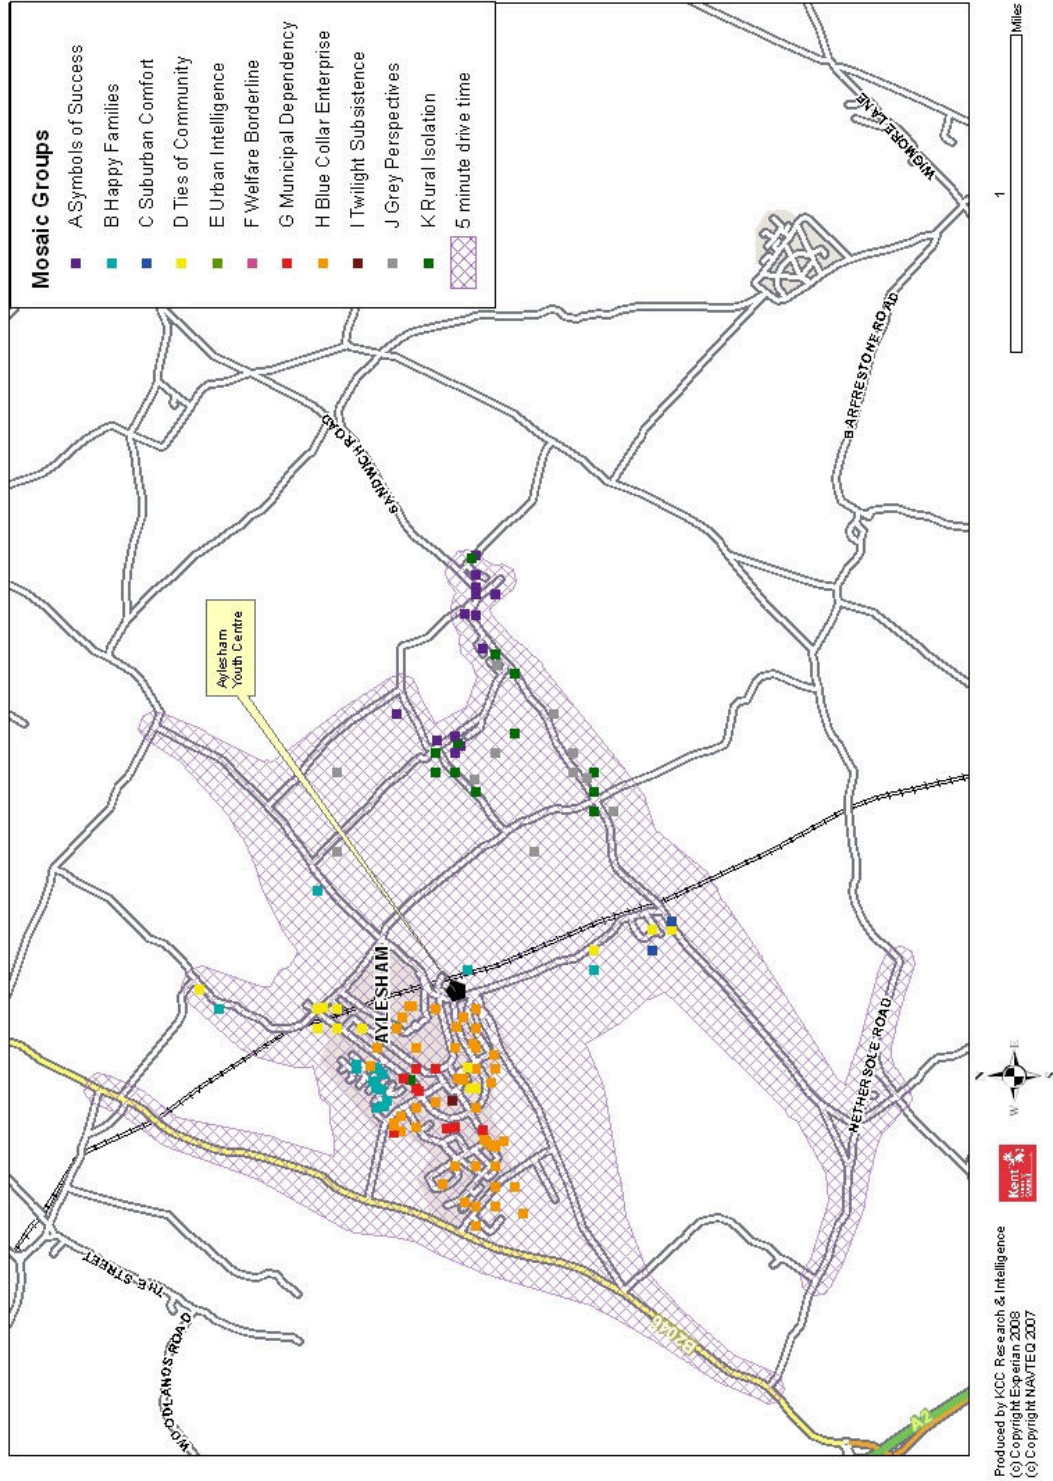 Mosaic Groups
A Symbols of Success
B Happy Families
C Suburban Comfort
D Ties of Community
E Urban Intelligence
F Welfare Borderline
G Municipal Dependency
H Blue Collar Enterprise
I Twilight Subsistence
J Grey Perspectives
K Rural Isolation
5 minute drive time
Aylesham
Youth Centre
AYLESHAM
SANDWICH ROAD
WIGMORE LANE
BARFRESTONE ROAD
NETHERSOLE ROAD
THE STREET
WOODLANDS ROAD
B2046
A2
N
E
W
S
1
Miles
Kent
Produced by KCC Research & Intelligence
(c) Copyright Experian 2008
(c) Copyright NAVTEQ 2007